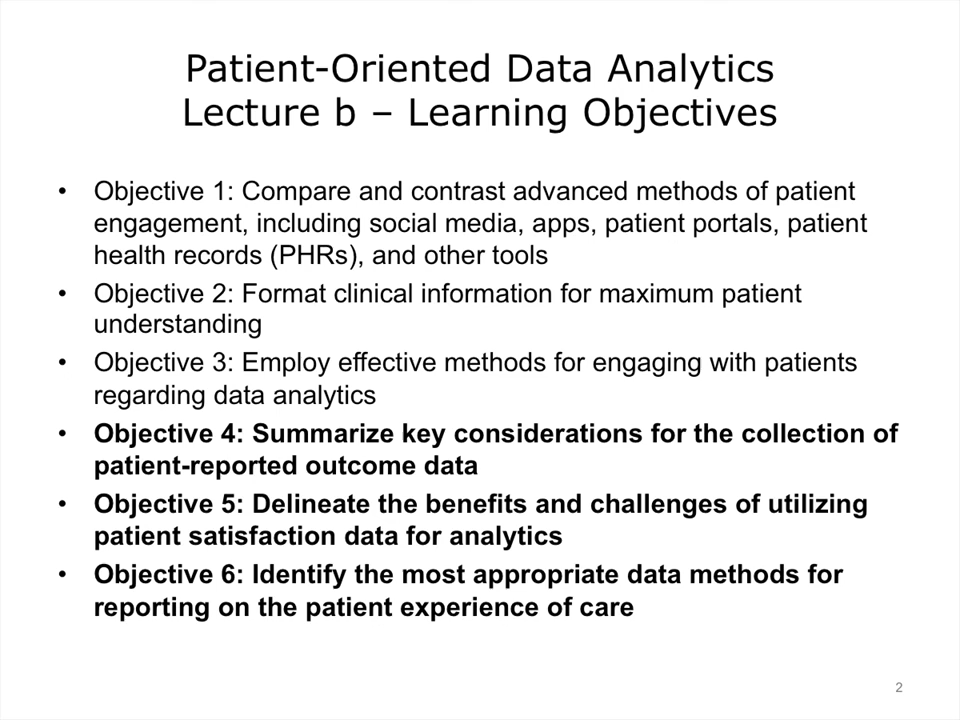 Patient-Oriented Data Analytics
Lecture b – Learning Objectives
• Objective 1: Compare and contrast advanced methods of patient
engagement, including social media, apps, patient portals, patient
health records (PHRs), and other tools
• Objective 2: Format clinical information for maximum patient
understanding
• Objective 3: Employ effective methods for engaging with patients
regarding data analytics
• Objective 4: Summarize key considerations for the collection of
patient-reported outcome data
• Objective 5: Delineate the benefits and challenges of utilizing
patient satisfaction data for analytics
• Objective 6: Identify the most appropriate data methods for
reporting on the patient experience of care
2